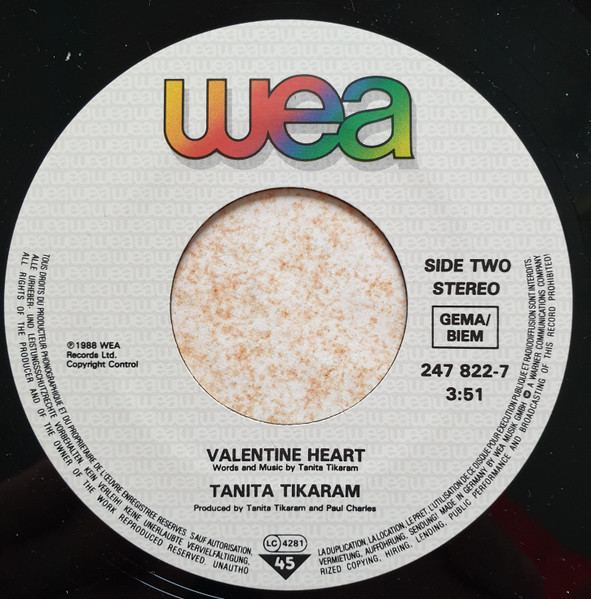 wea
SIDE TWO
STEREO
GEMA/
BIEM
247 822-7
3:51
℗1988 WEA
Records Ltd.
Copyright Control
VALENTINE HEART
Words and Music by Tanita Tikaram
TANITA TIKARAM
Produced by Tanita Tikaram and Paul Charles
LC 4281
45
TOUS DROITS DU PRODUCTEUR PHONOGRAPHIQUE ET DU PROPRIETAIRE DE L'ŒUVRE ENREGISTREE RESERVES. SAUF AUTORISATION,
LA DUPLICATION, LA LOCATION, LE PRET, L'UTILISATION DE CE DISQUE POUR EXECUTION PUBLIQUE ET RADIODIFFUSION SONT INTERDITS.
ALLE URHEBER- UND LEISTUNGSSCHUTZRECHTE VORBEHALTEN. KEIN VERLEIH! KEINE UNERLAUBTE VERVIELFÄLTIGUNG,
VERMIETUNG, AUFFÜHRUNG, SENDUNG! MADE IN GERMANY BY WEA MUSIK GMBH A WARNER COMMUNICATIONS COMPANY
ALL RIGHTS OF THE PRODUCER AND OF THE OWNER OF THE WORK REPRODUCED RESERVED. UNAUTHO
RIZED COPYING, HIRING, LENDING, PUBLIC PERFORMANCE AND BROADCASTING OF THIS RECORD PROHIBITED!